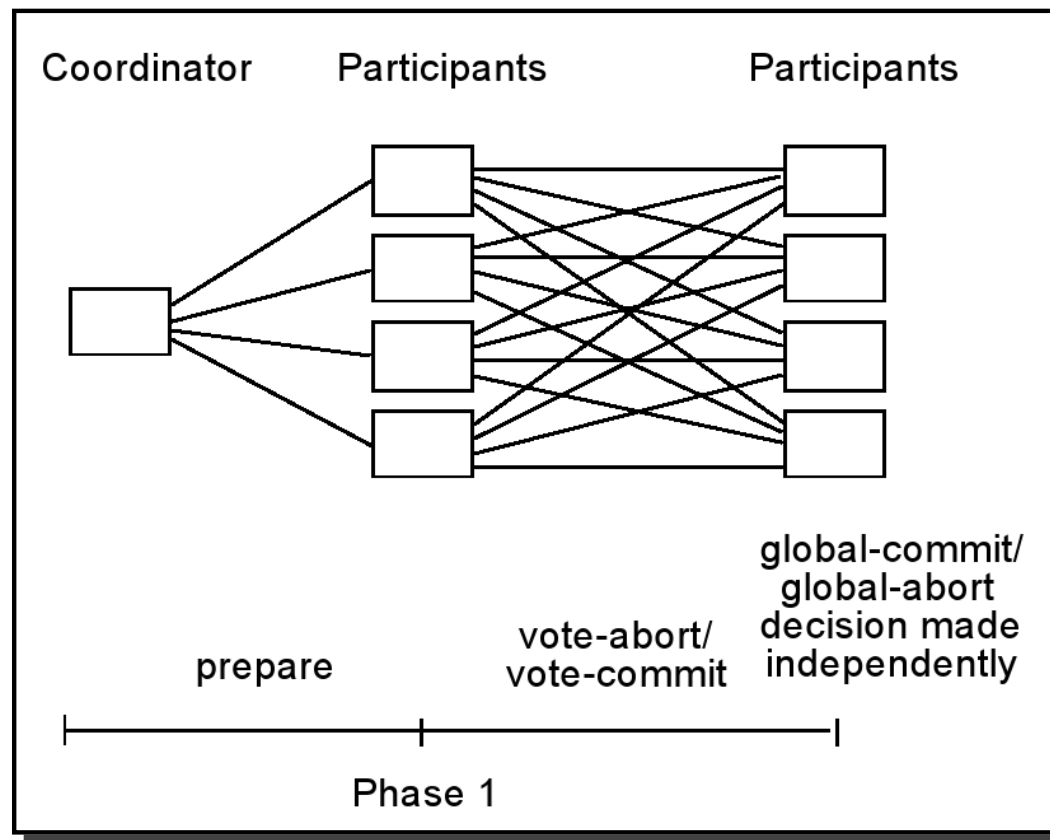 Coordinator
Participants
Participants
prepare
vote-abort/
vote-commit
global-commit/
global-abort
decision made
independently
Phase 1